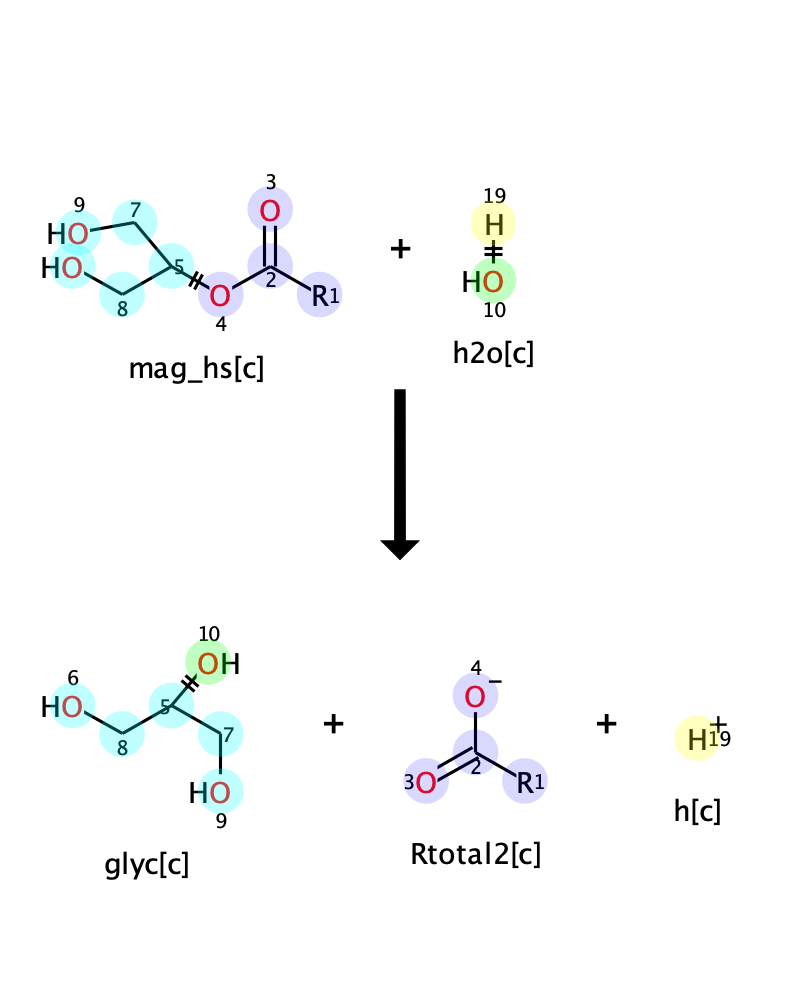 3 19
9 7 O H
HO 5 + HO
HO O 2 R1 10
8 4
mag_hs[c] h2o[c]
10
6 OH 4
HO 5 O− +
8 7 + 2 + H19
HO 3O R1
9 h[c]
glyc[c] Rtotal2[c]